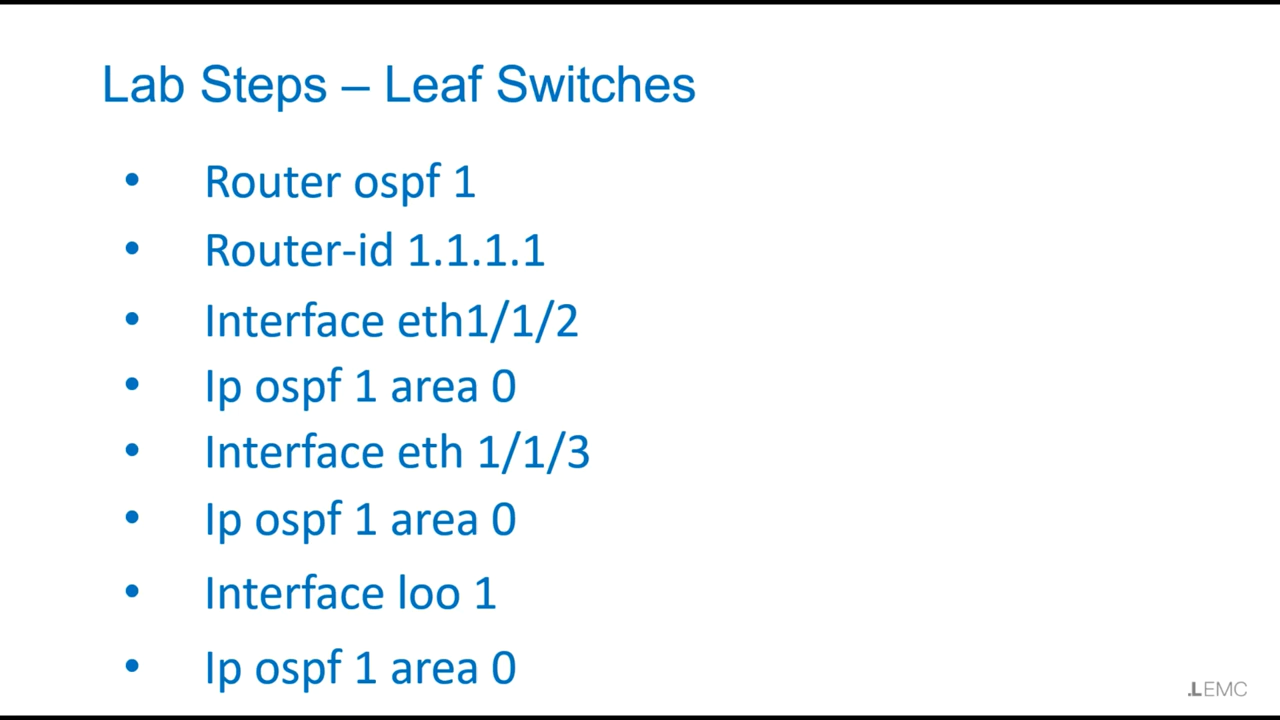 Lab Steps – Leaf Switches
• Router ospf 1
• Router-id 1.1.1.1
• Interface eth1/1/2
• Ip ospf 1 area 0
• Interface eth 1/1/3
• Ip ospf 1 area 0
• Interface loo 1
• Ip ospf 1 area 0
.LEMC